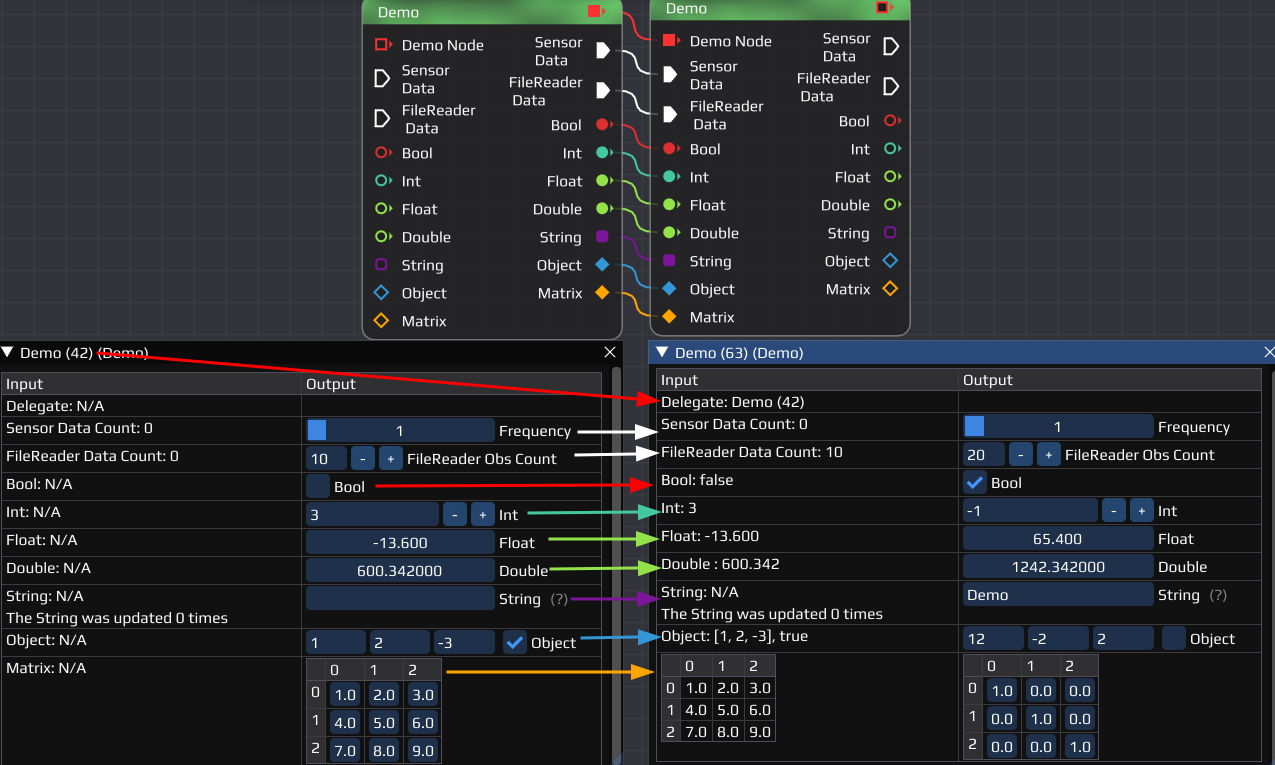 Demo
Demo Node
Sensor
Data
FileReader
Data
Bool
Int
Float
Double
String
Object
Matrix
Sensor
Data
FileReader
Data
Bool
Int
Float
Double
String
Object
Matrix
Demo
Demo Node
Sensor
Data
FileReader
Data
Bool
Int
Float
Double
String
Object
Matrix
Sensor
Data
FileReader
Data
Bool
Int
Float
Double
String
Object
Matrix
Demo (42) (Demo)
Input Output
Delegate: N/A
Sensor Data Count: 0 1 Frequency
FileReader Data Count: 0 10 - + FileReader Obs Count
Bool: N/A Bool
Int: N/A 3 - + Int
Float: N/A -13.600 Float
Double: N/A 600.342000 Double
String: N/A String (?)
The String was updated 0 times
Object: N/A 1 2 -3 Object
Matrix: N/A 0 1 2
0 1.0 2.0 3.0
1 4.0 5.0 6.0
2 7.0 8.0 9.0
Demo (63) (Demo)
Input Output
Delegate: Demo (42)
Sensor Data Count: 0 1 Frequency
FileReader Data Count: 10 20 - + FileReader Obs Count
Bool: false Bool
Int: 3 -1 - + Int
Float: -13.600 65.400 Float
Double : 600.342 1242.342000 Double
String: N/A Demo String (?)
The String was updated 0 times
Object: [1, 2, -3], true 12 -2 2 Object
0 1 2 0 1 2
0 1.0 2.0 3.0 0 1.0 0.0 0.0
1 4.0 5.0 6.0 1 0.0 1.0 0.0
2 7.0 8.0 9.0 2 0.0 0.0 1.0